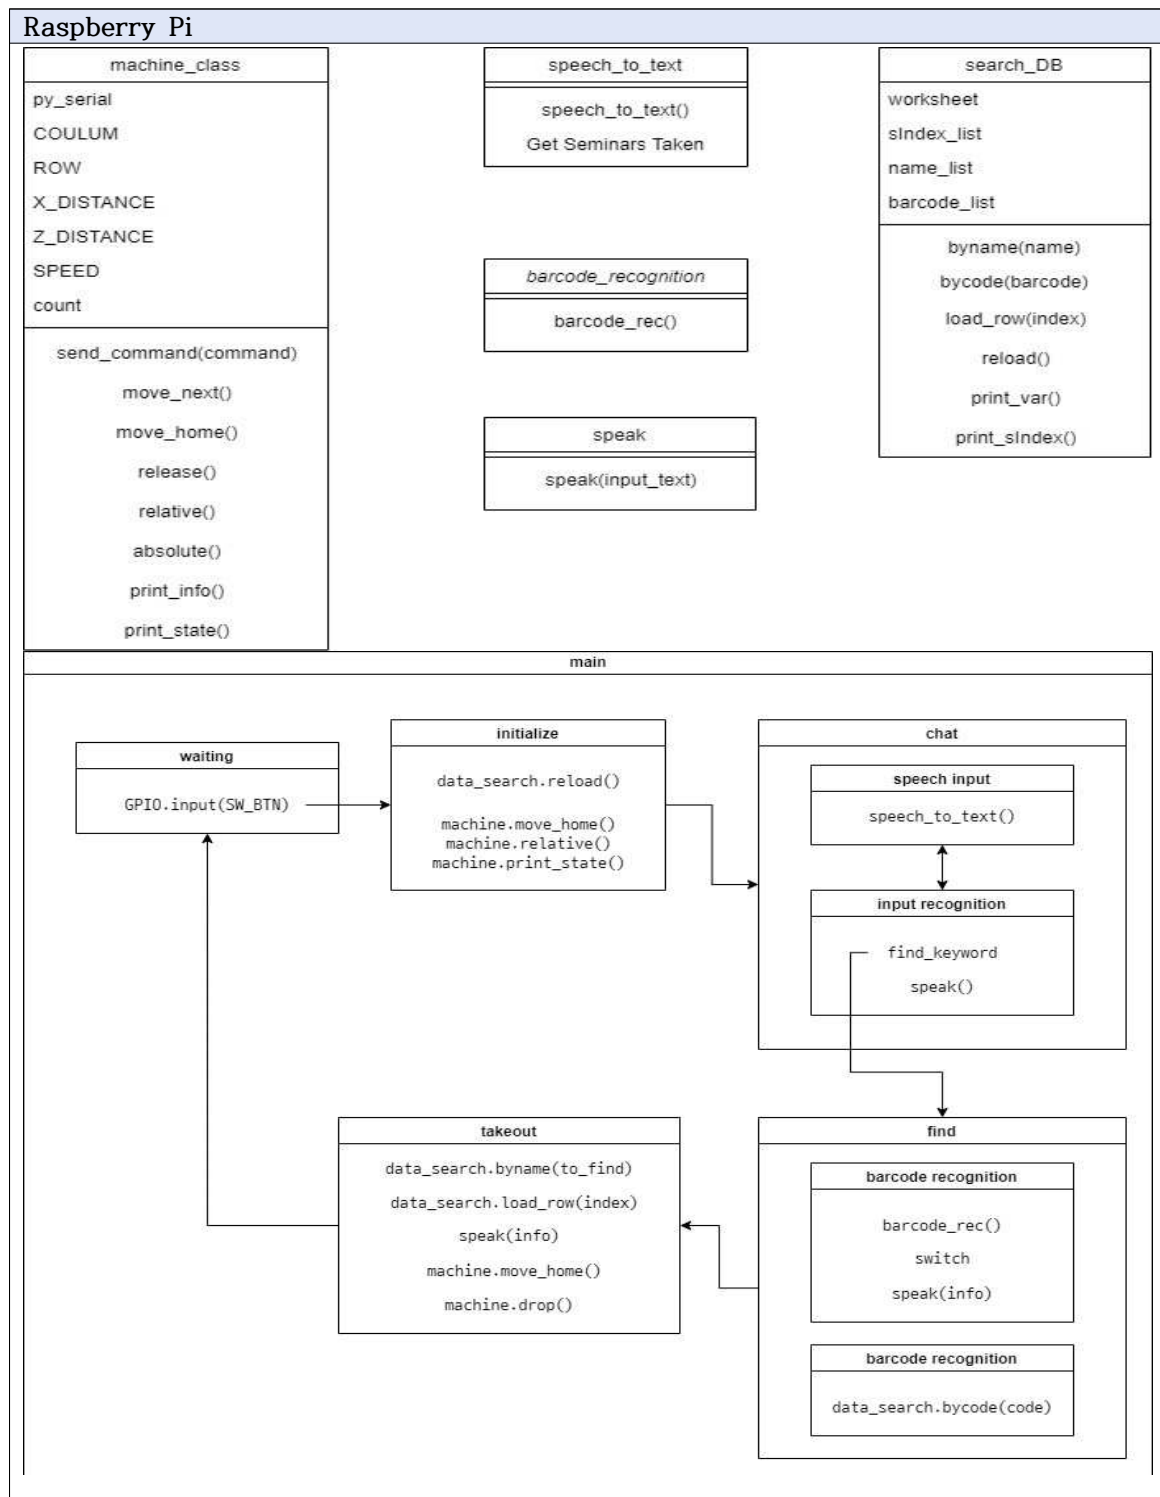 Raspberry Pi
machine_class
py_serial
COULUM
ROW
X_DISTANCE
Z_DISTANCE
SPEED
count
send_command(command)
move_next()
move_home()
release()
relative()
absolute()
print_info()
print_state()
speech_to_text
speech_to_text()
Get Seminars Taken
barcode_recognition
barcode_rec()
speak
speak(input_text)
search_DB
worksheet
sIndex_list
name_list
barcode_list
byname(name)
bycode(barcode)
load_row(index)
reload()
print_var()
print_sIndex()
main
waiting
GPIO.input(SW_BTN)
initialize
data_search.reload()
machine.move_home()
machine.relative()
machine.print_state()
chat
speech input
speech_to_text()
input recognition
find_keyword
speak()
find
barcode recognition
barcode_rec()
switch
speak(info)
barcode recognition
data_search.bycode(code)
takeout
data_search.byname(to_find)
data_search.load_row(index)
speak(info)
machine.move_home()
machine.drop()